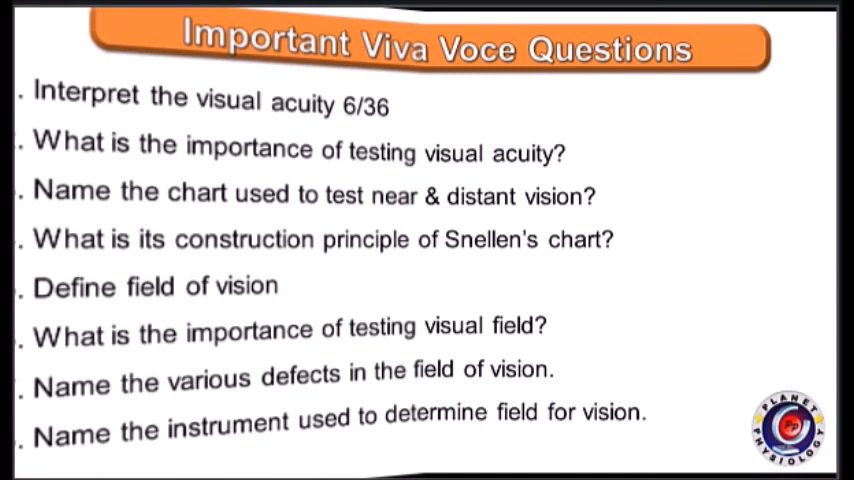 Important Viva Voce Questions
. Interpret the visual acuity 6/36
. What is the importance of testing visual acuity?
. Name the chart used to test near & distant vision?
. What is its construction principle of Snellen's chart?
. Define field of vision
. What is the importance of testing visual field?
. Name the various defects in the field of vision.
. Name the instrument used to determine field for vision.
PLANET
PP
PHYSIOLOGY